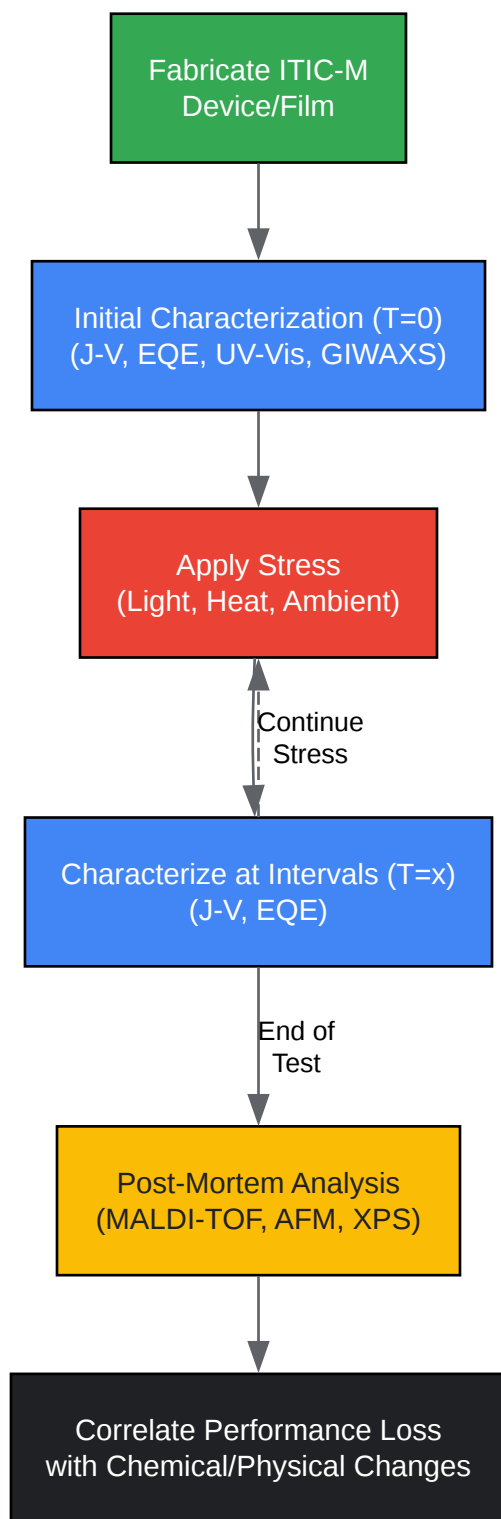 Fabricate ITIC-M
Device/Film
Initial Characterization (T=0)
(J-V, EQE, UV-Vis, GIWAXS)
Apply Stress
(Light, Heat, Ambient)
Continue
Stress
Characterize at Intervals (T=x)
(J-V, EQE)
End of
Test
Post-Mortem Analysis
(MALDI-TOF, AFM, XPS)
Correlate Performance Loss
with Chemical/Physical Changes